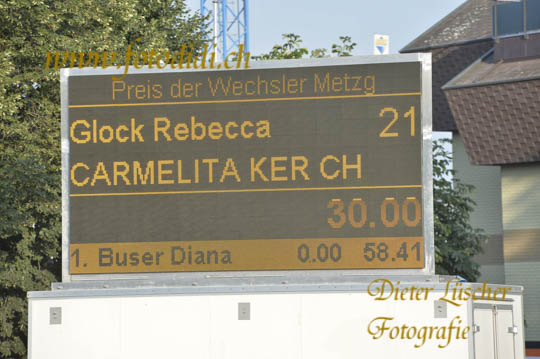 www.fotodidi.ch
Preis der Wechsler Metzg
Glock Rebecca 21
CARMELITA KER CH
30.00
1. Buser Diana 0.00 58.41
Dieter Lüscher
Fotografie